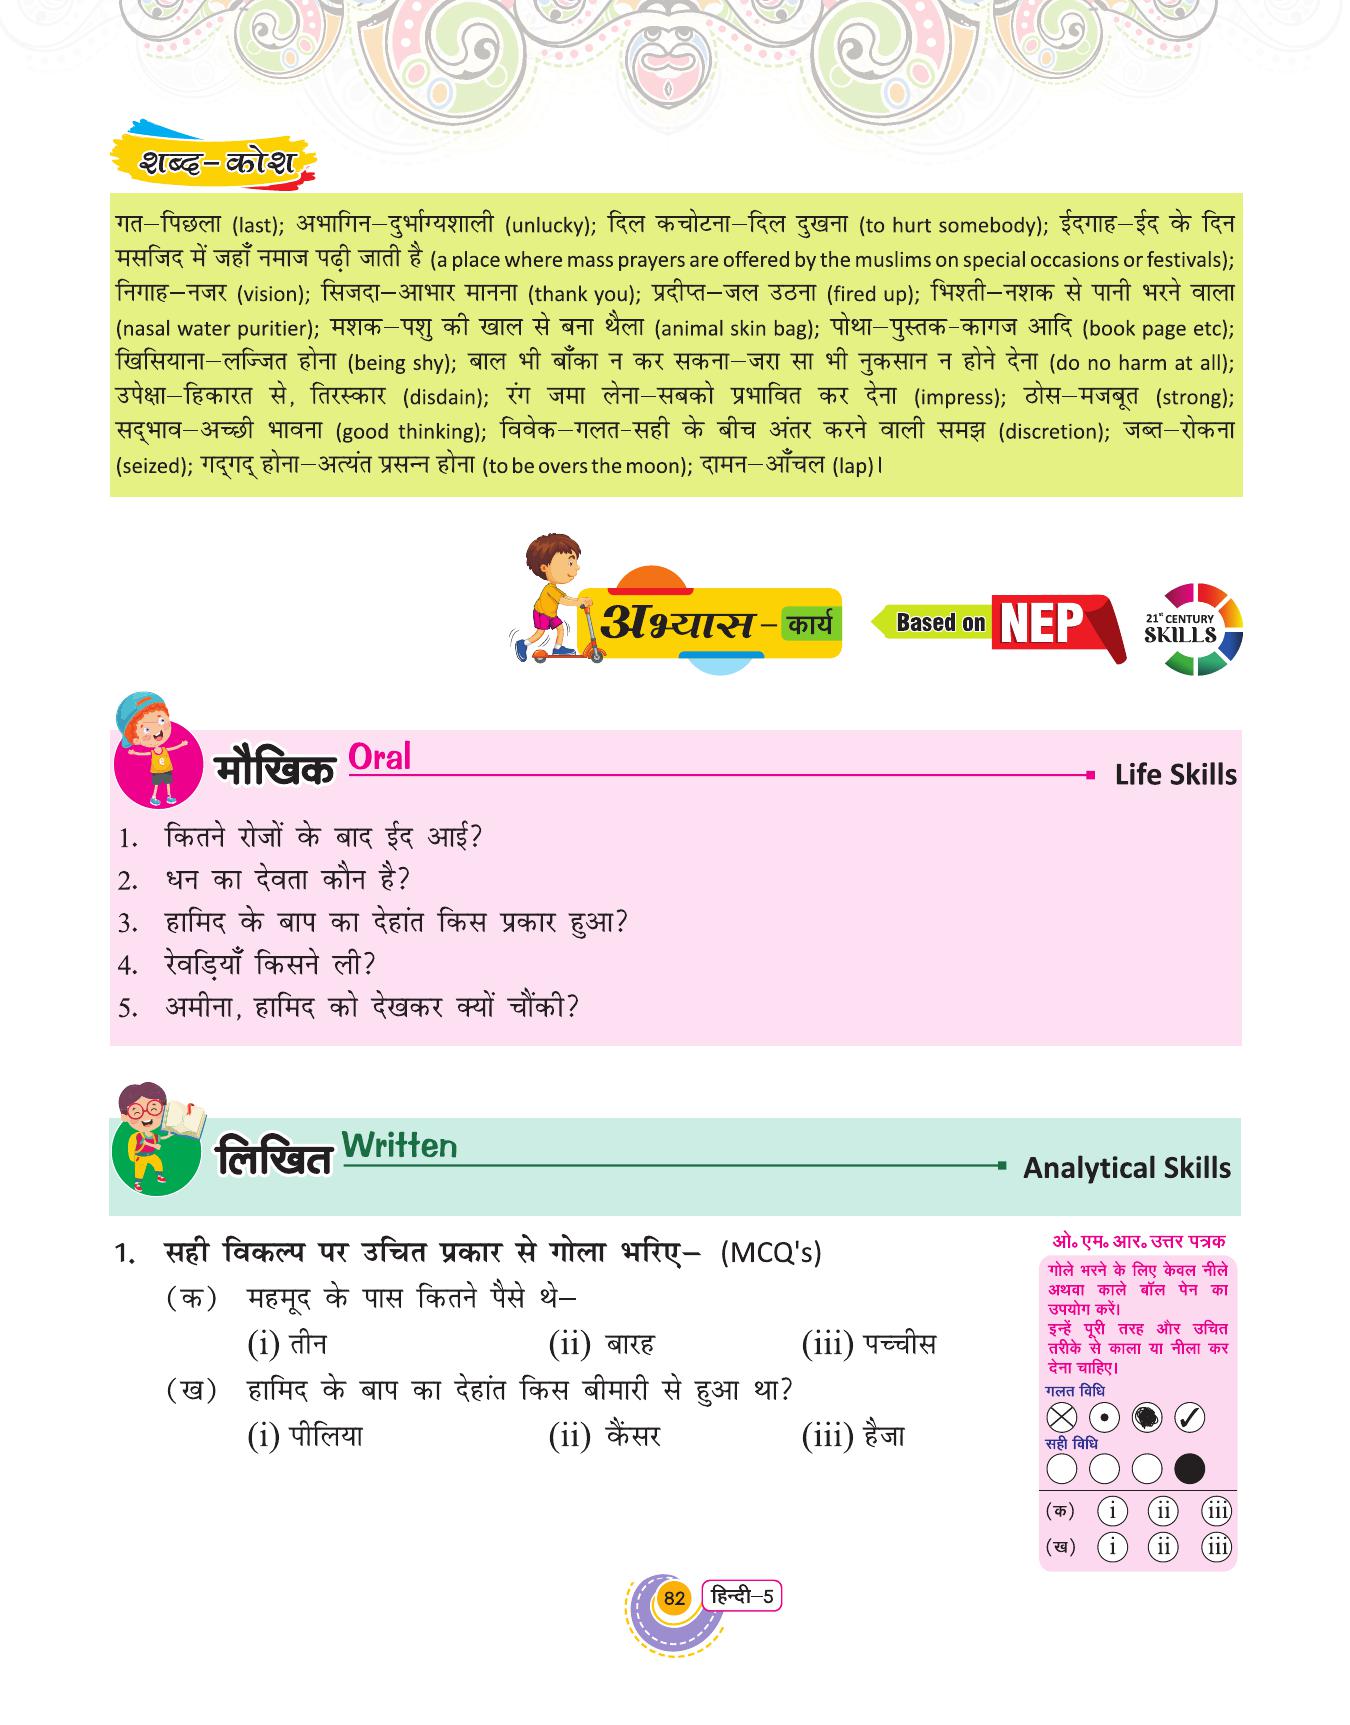 शब्द–कोश
गत–पिछला (last); अभागिन–दुर्भाग्यशाली (unlucky); दिल कचोटना–दिल दुखना (to hurt somebody); ईदगाह–ईद के दिन
मसजिद में जहाँ नमाज पढ़ी जाती है (a place where mass prayers are offered by the muslims on special occasions or festivals);
निगाह–नजर (vision); सिजदा–आभार मानना (thank you); प्रदीप्त–जल उठना (fired up); भिश्ती–नशक से पानी भरने वाला
(nasal water puritier); मशक–पशु की खाल से बना थैला (animal skin bag); पोथा–पुस्तक-कागज आदि (book page etc);
खिसियाना–लज्जित होना (being shy); बाल भी बाँका न कर सकना–जरा सा भी नुकसान न होने देना (do no harm at all);
उपेक्षा–हिकारत से, तिरस्कार (disdain); रंग जमा लेना–सबको प्रभावित कर देना (impress); ठोस–मजबूत (strong);
सद्भाव–अच्छी भावना (good thinking); विवेक–गलत-सही के बीच अंतर करने वाली समझ (discretion); जब्त–रोकना
(seized); गद्गद् होना–अत्यंत प्रसन्न होना (to be overs the moon); दामन–आँचल (lap)।
अभ्यास – कार्य
Based on NEP
21st CENTURY
SKILLS
मौखिक Oral
Life Skills
1. कितने रोजों के बाद ईद आई?
2. धन का देवता कौन है?
3. हामिद के बाप का देहांत किस प्रकार हुआ?
4. रेवड़ियाँ किसने ली?
5. अमीना, हामिद को देखकर क्यों चौंकी?
लिखित Written
Analytical Skills
1. सही विकल्प पर उचित प्रकार से गोला भरिए– (MCQ's)
(क) महमूद के पास कितने पैसे थे–
(i) तीन (ii) बारह (iii) पच्चीस
(ख) हामिद के बाप का देहांत किस बीमारी से हुआ था?
(i) पीलिया (ii) कैंसर (iii) हैजा
ओ॰ एम॰ आर॰ उत्तर पत्रक
गोले भरने के लिए केवल नीले
अथवा काले बॉल पेन का
उपयोग करें।
इन्हें पूरी तरह और उचित
तरीके से काला या नीला कर
देना चाहिए।
गलत विधि
सही विधि
(क) i ii iii
(ख) i ii iii
82 हिन्दी–5